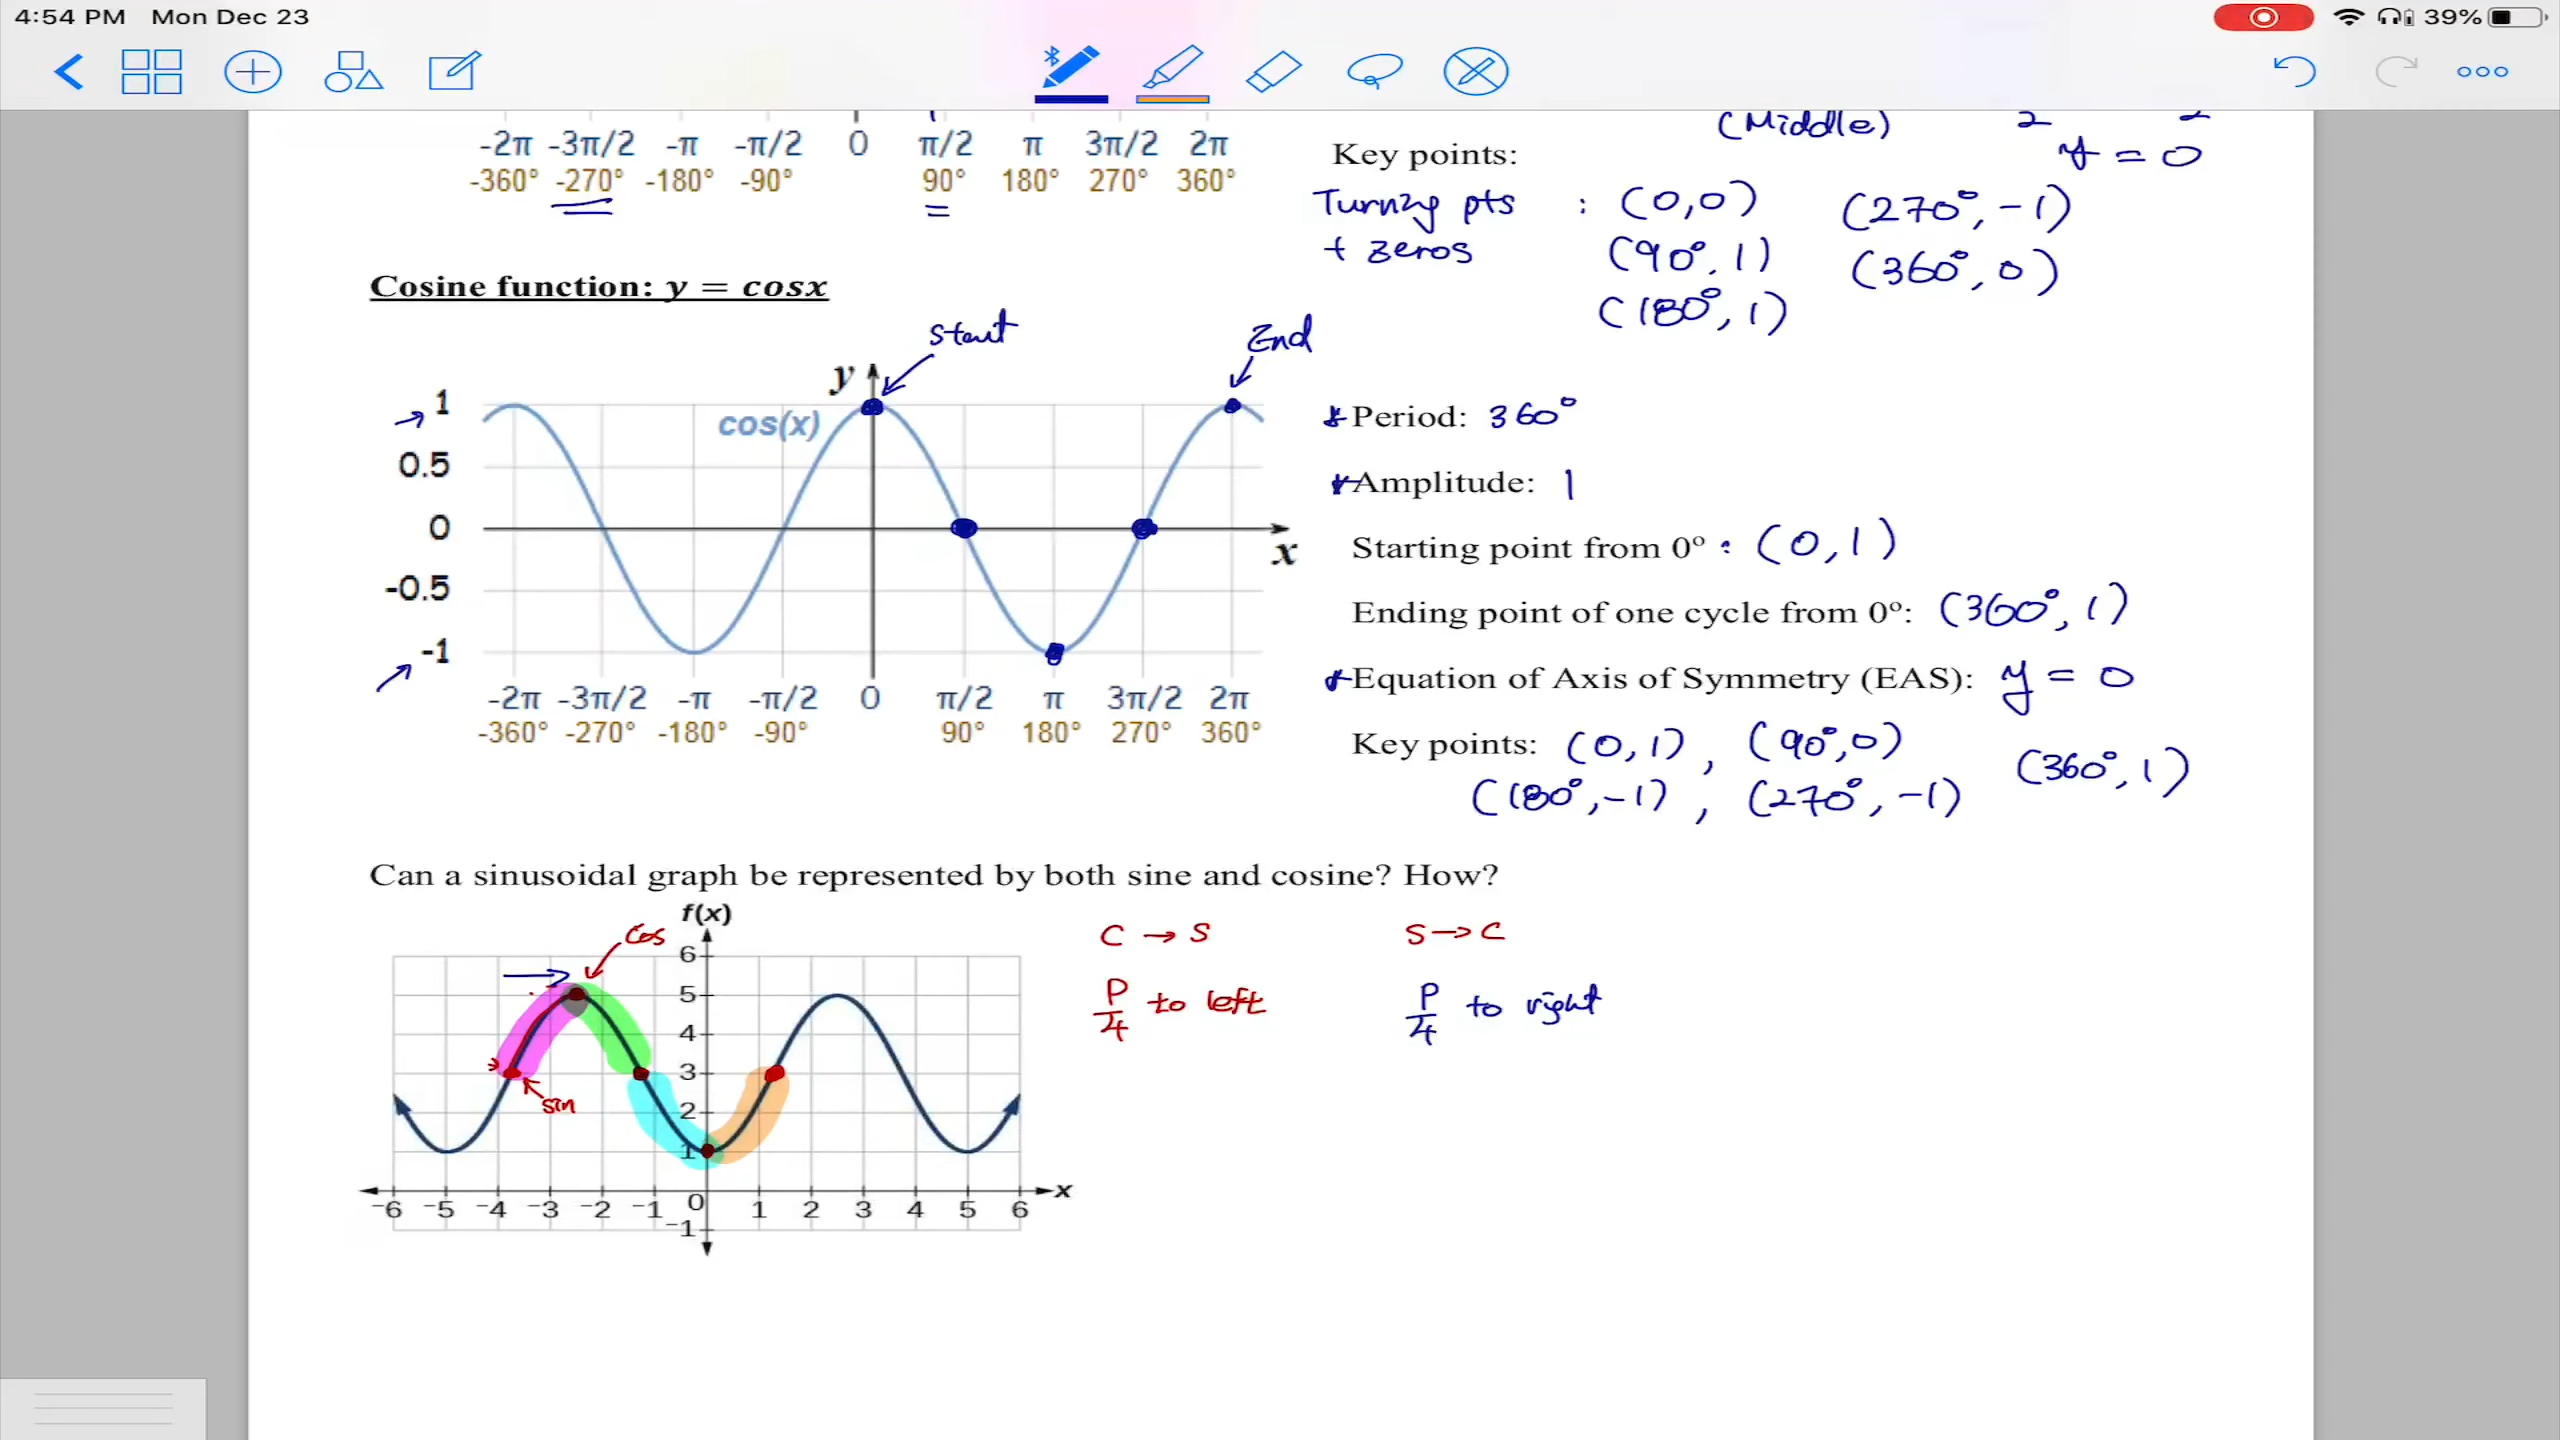 4:54 PM Mon Dec 23
39%
-2π -3π/2 -π -π/2 0 π/2 π 3π/2 2π
-360° -270° -180° -90° 90° 180° 270° 360°
(Middle) 2 2
Key points: y = 0
Turning pts : (0,0) (270°, -1)
+ zeros (90°, 1) (360°, 0)
(180°, 1)
Cosine function: y = cosx
Start
End
y
1
cos(x)
0.5
0
-0.5
-1
x
-2π -3π/2 -π -π/2 0 π/2 π 3π/2 2π
-360° -270° -180° -90° 90° 180° 270° 360°
Period: 360°
Amplitude: 1
Starting point from 0°: (0,1)
Ending point of one cycle from 0°: (360°, 1)
Equation of Axis of Symmetry (EAS): y = 0
Key points: (0,1), (90°,0)
(180°,-1), (270°, -1) (360°, 1)
Can a sinusoidal graph be represented by both sine and cosine? How?
f(x)
cos
6
5
4
3
sin
2
1
-6 -5 -4 -3 -2 -1 0 1 2 3 4 5 6 x
-1
C → S S → C
P/4 to left P/4 to right